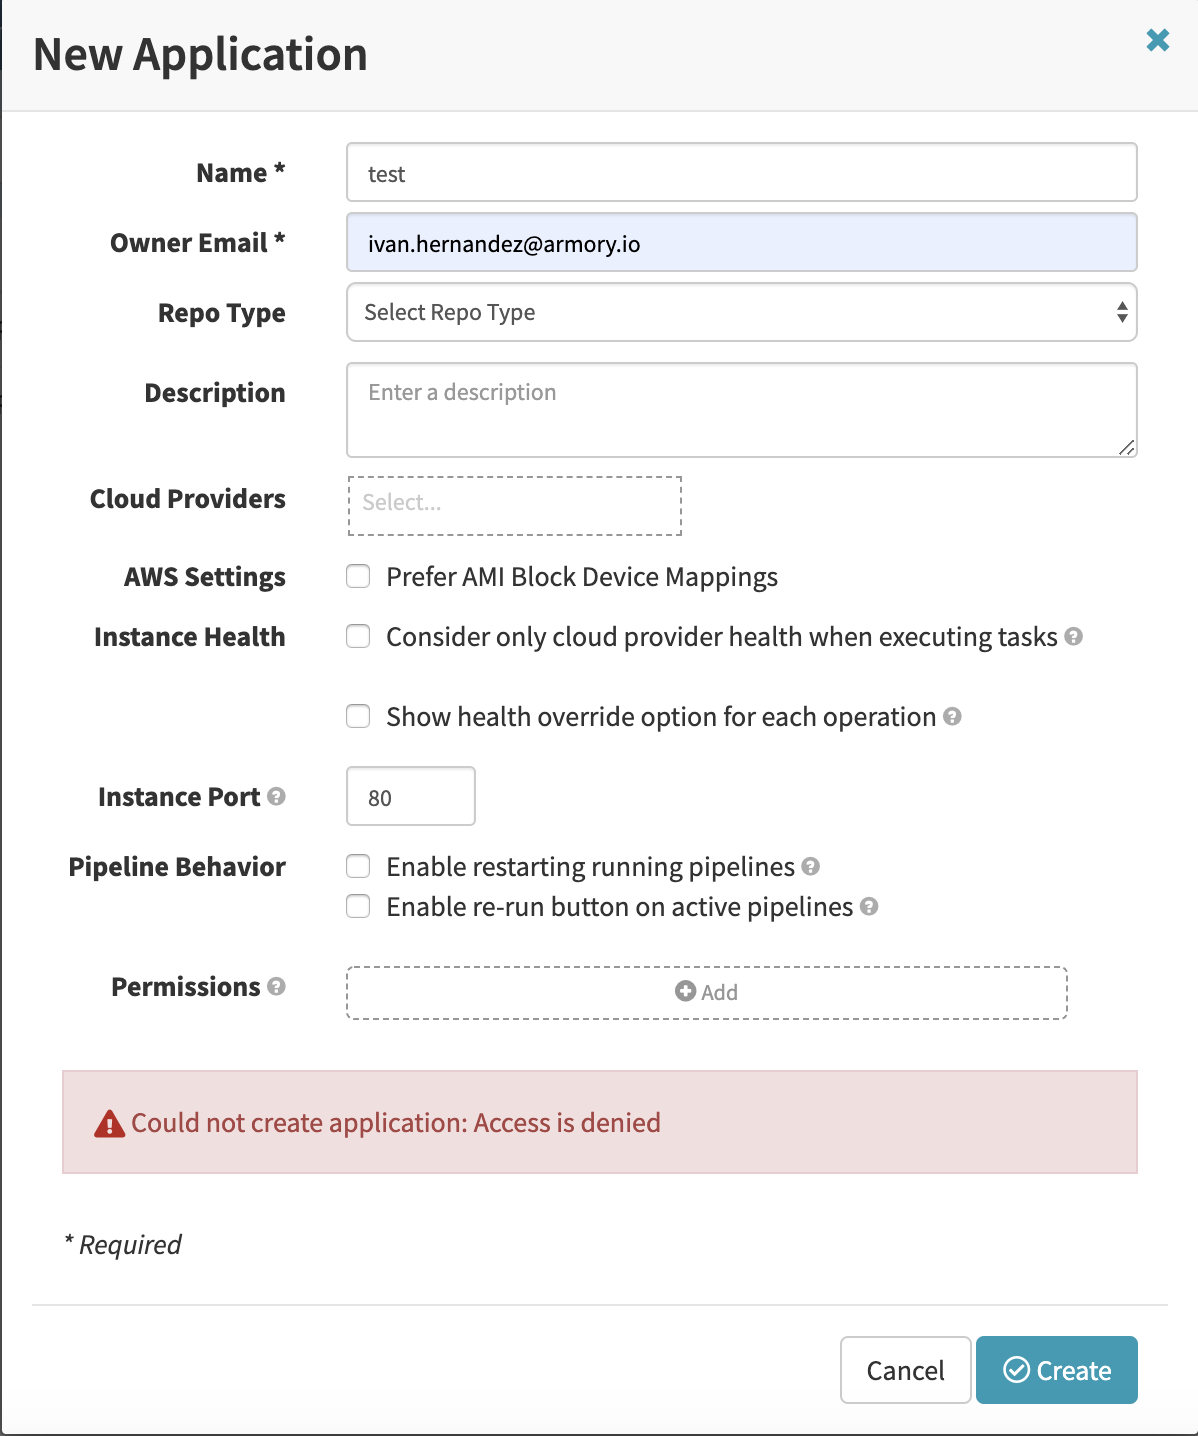 New Application
Name *
test
Owner Email *
ivan.hernandez@armory.io
Repo Type
Select Repo Type
Description
Enter a description
Cloud Providers
Select...
AWS Settings
Prefer AMI Block Device Mappings
Instance Health
Consider only cloud provider health when executing tasks
Show health override option for each operation
Instance Port
80
Pipeline Behavior
Enable restarting running pipelines
Enable re-run button on active pipelines
Permissions
Add
Could not create application: Access is denied
* Required
Cancel
Create